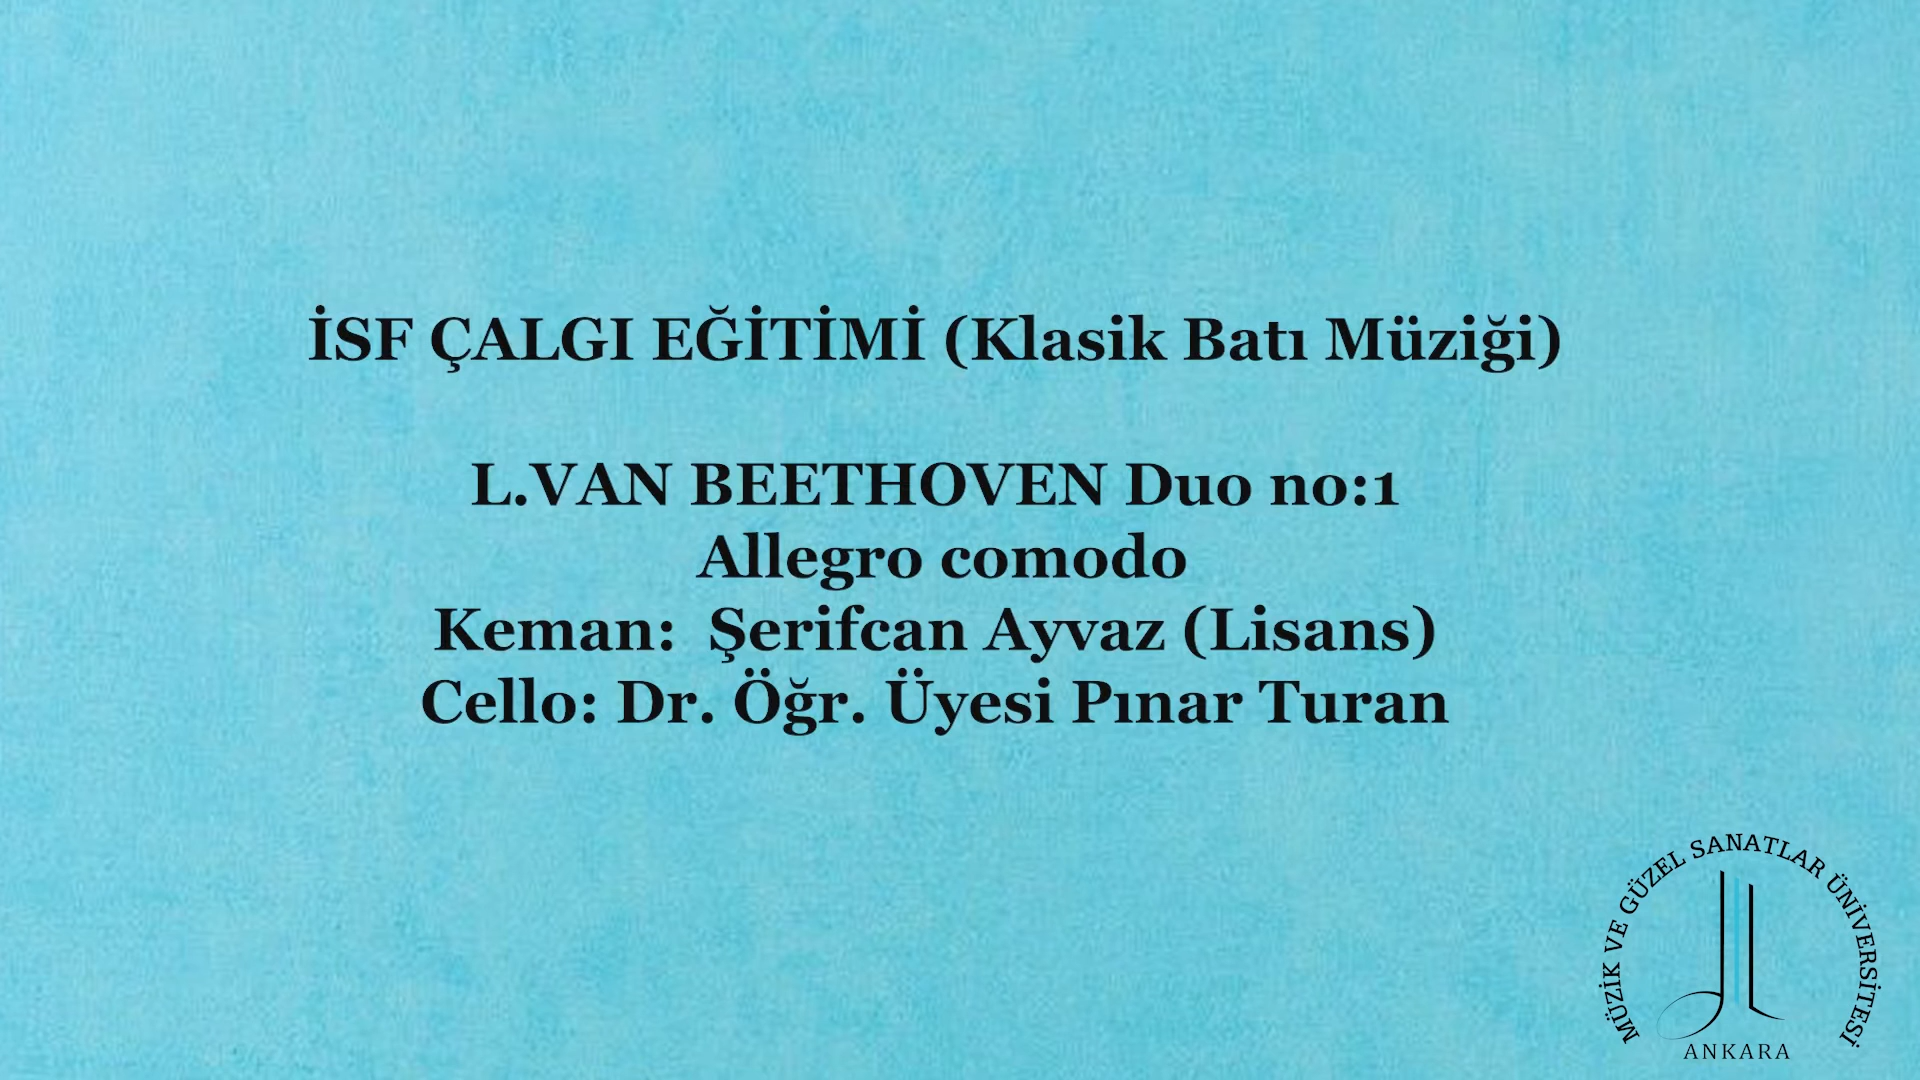 İSF ÇALGI EĞİTİMİ (Klasik Batı Müziği)
L.VAN BEETHOVEN Duo no:1
Allegro comodo
Keman:  Şerifcan Ayvaz (Lisans)
Cello: Dr. Öğr. Üyesi Pınar Turan
MÜZİK VE GÜZEL SANATLAR ÜNİVERSİTESİ
ANKARA